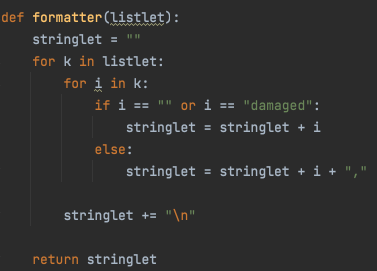 def formatter(listlet):
    stringlet = ""
    for k in listlet:
        for i in k:
            if i == "" or i == "damaged":
                stringlet = stringlet + i
            else:
                stringlet = stringlet + i + ","

        stringlet += "\n"

    return stringlet